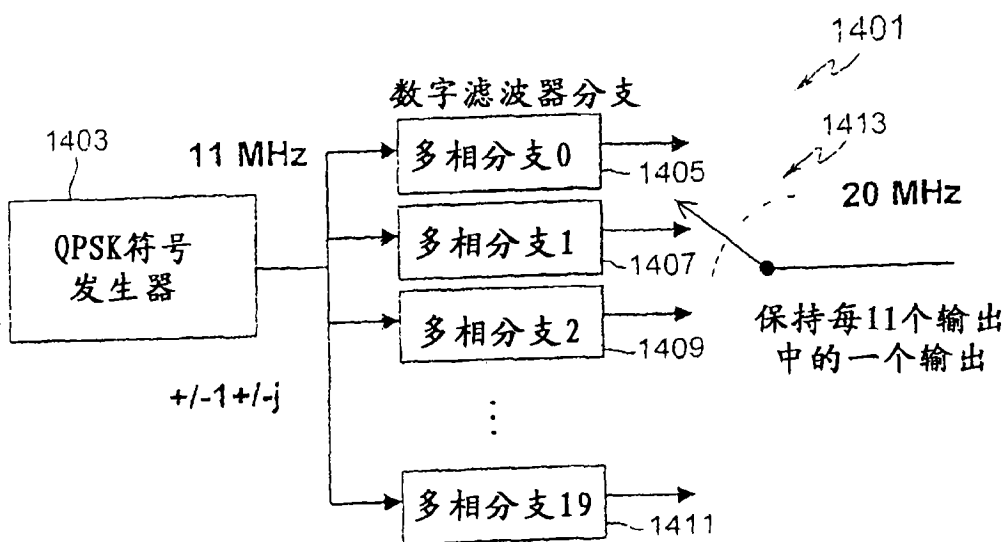 1401
数字滤波器分支
1403
11 MHz
多相分支0
1405
1413
20 MHz
QPSK符号
发生器
多相分支1
1407
多相分支2
1409
保持每11个输出
中的一个输出
+/-1+/-j
⋮
多相分支19
1411